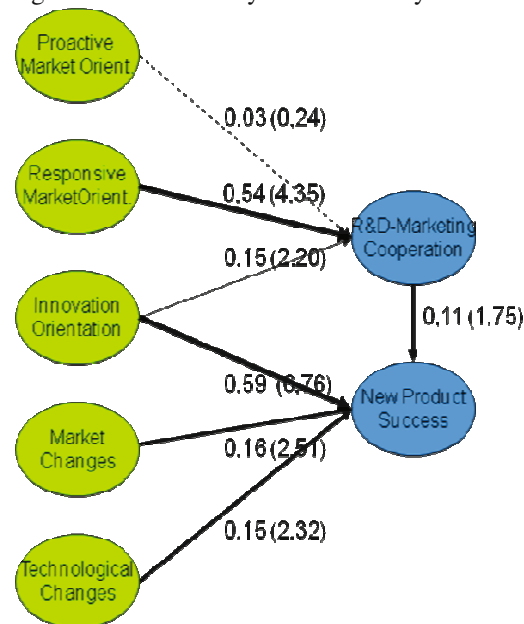 Proactive
Market Orient.
0.03 (0,24)
Responsive
MarketOrient.
0.54 (4.35)
R&D-Marketing
Cooperation
0.15 (2.20)
Innovation
Orientation
0,11 (1.75)
0.59 (6,76)
New Product
Success
Market
Changes
0.16 (2.51)
0.15 (2.32)
Technological
Changes